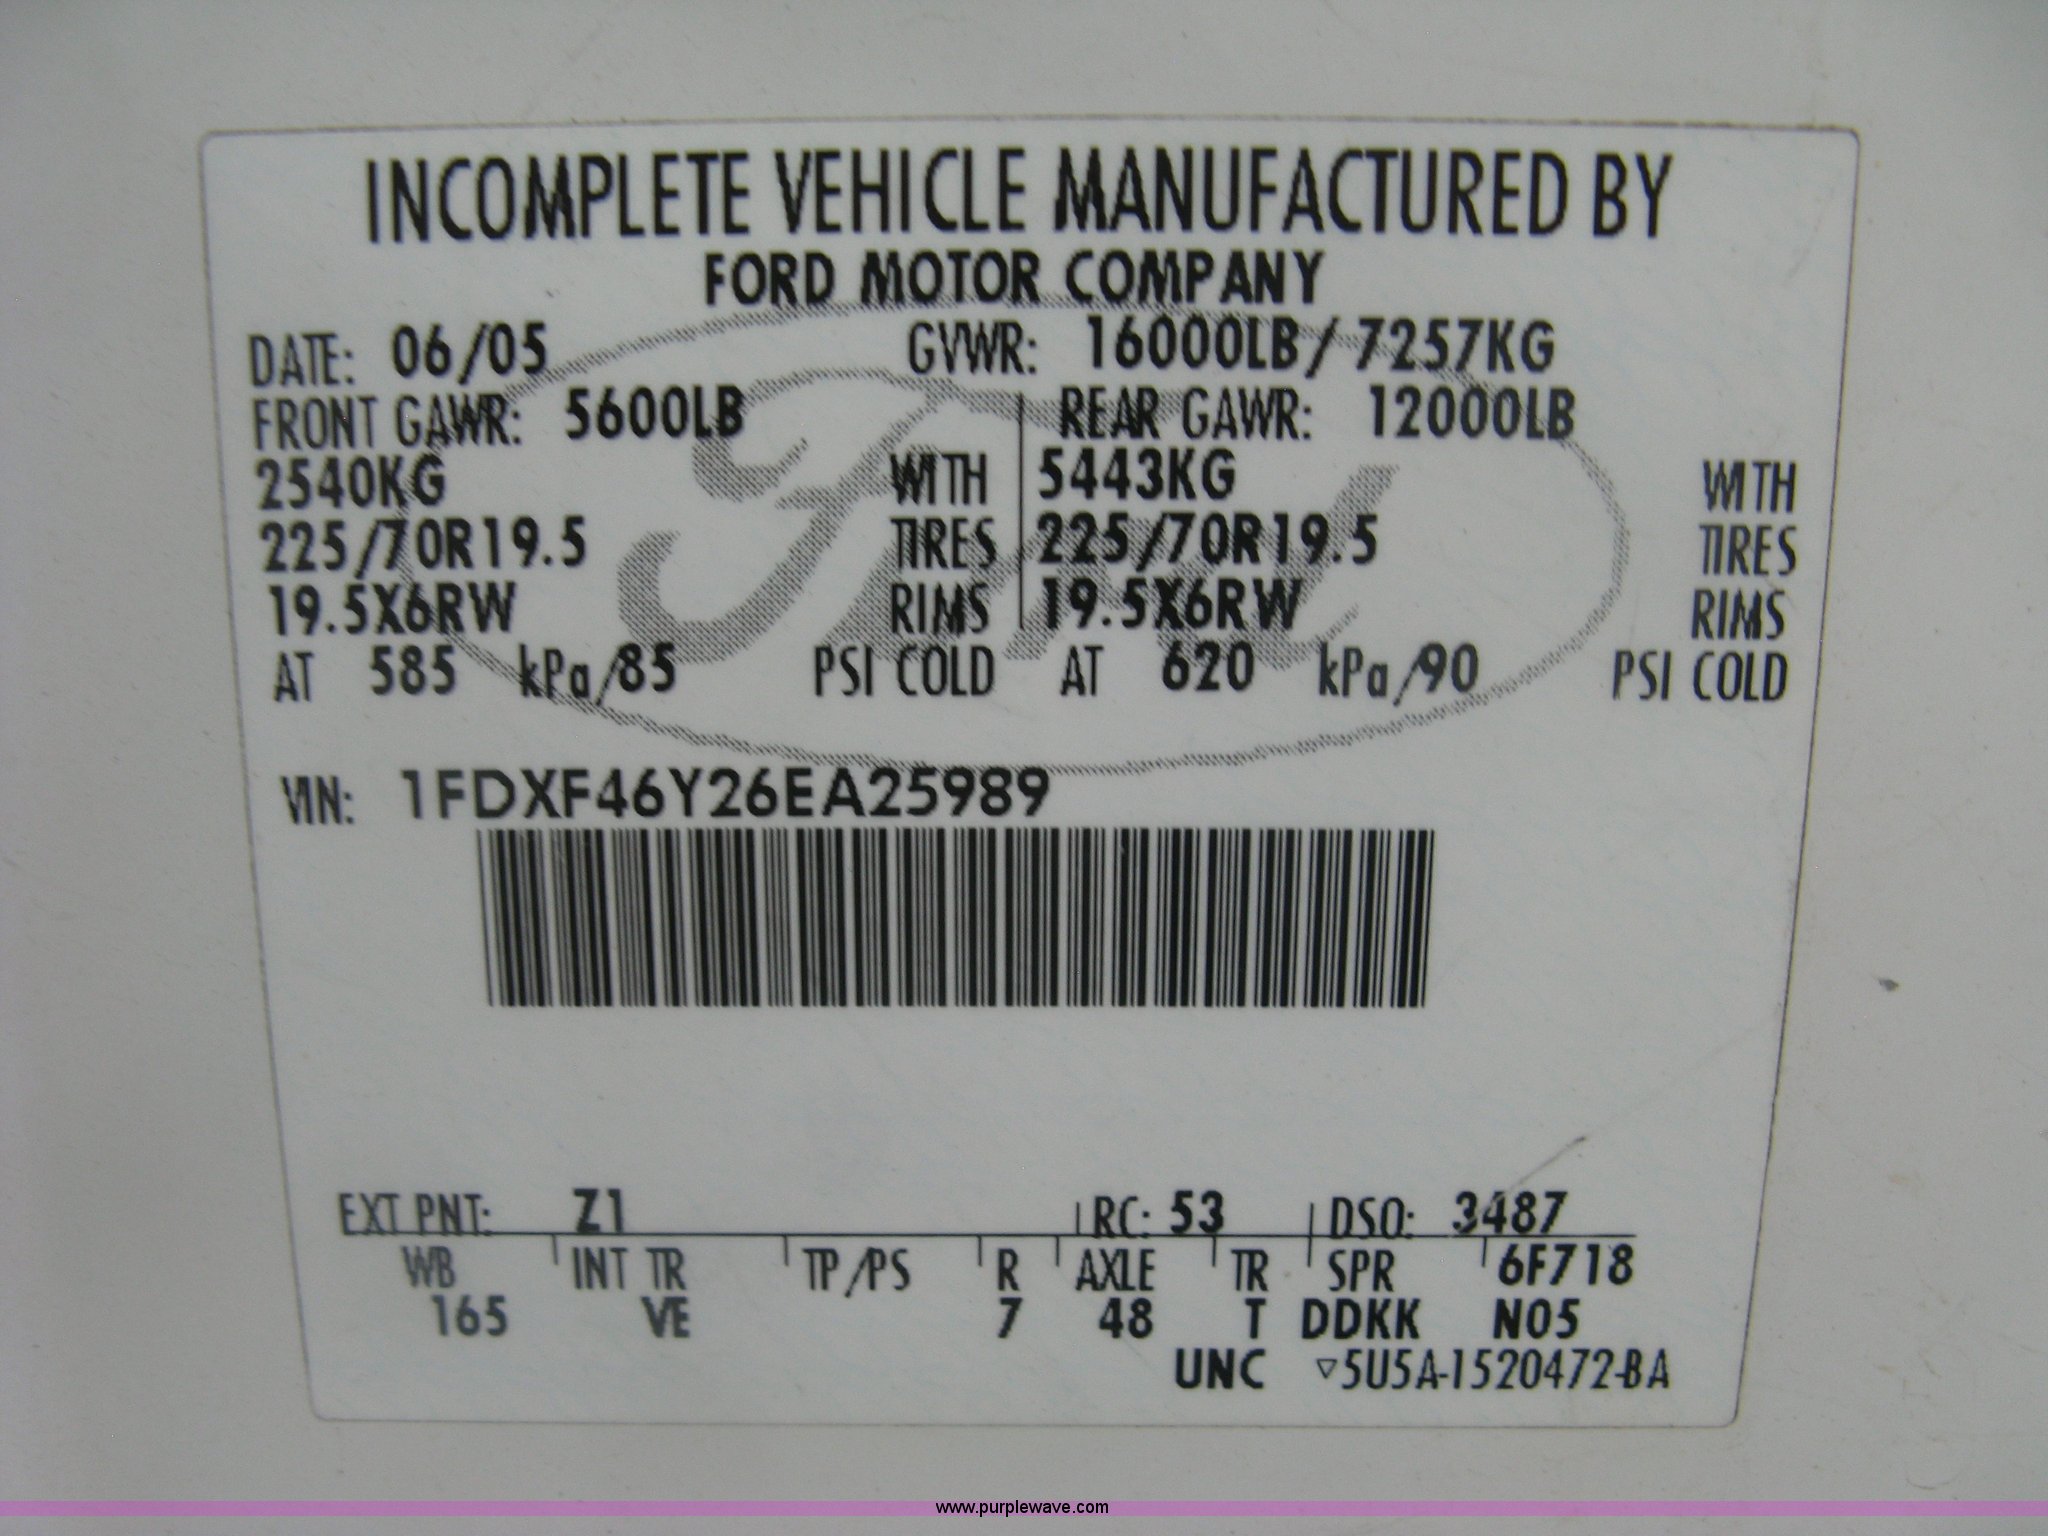 INCOMPLETE VEHICLE MANUFACTURED BY
FORD MOTOR COMPANY
DATE: 06/05 GVWR: 16000LB / 7257KG
FRONT GAWR: 5600LB REAR GAWR: 12000LB
2540KG WITH 5443KG WITH
225/70R19.5 TIRES 225/70R19.5 TIRES
19.5X6RW RIMS 19.5X6RW RIMS
AT 585 kPa/85 PSI COLD AT 620 kPa/90 PSI COLD
Ford
VIN: 1FDXF46Y26EA25989
EXT PNT: Z1 RC: 53 DSO: 3487
WB INT TR TP/PS R AXLE TR SPR 6F718
165 VE 7 48 T DDKK N05
UNC ▽5U5A-1520472-BA
www.purplewave.com